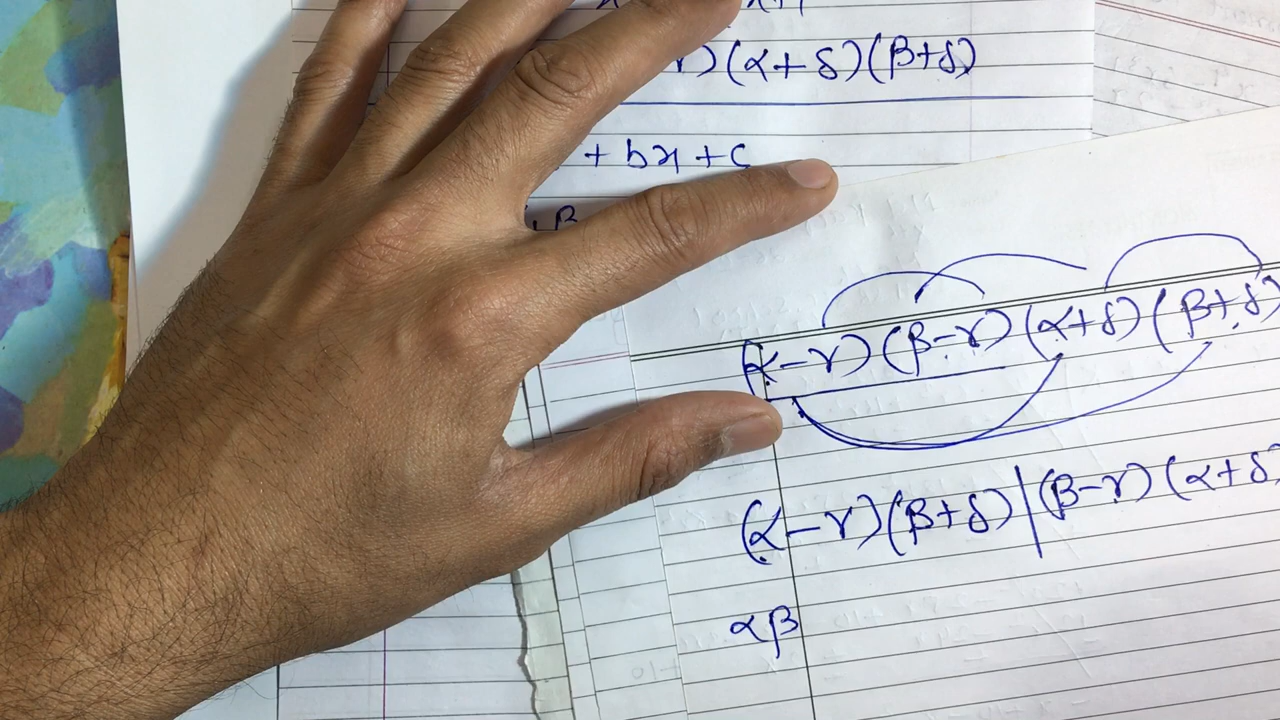 (α+δ)(β+δ)
+ bx + c
(α-γ)(β-γ)(α+δ)(β+δ)
(α-γ)(β+δ) | (β-γ)(α+δ)
αβ